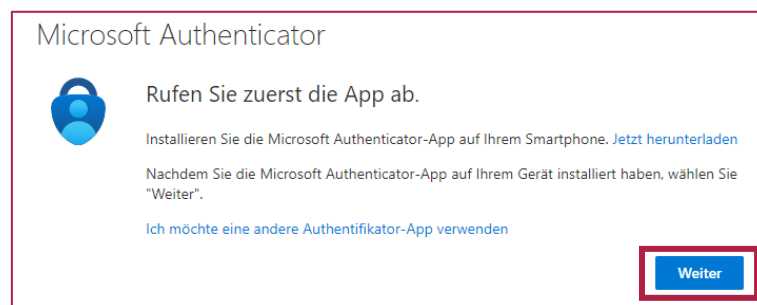 Microsoft Authenticator
Rufen Sie zuerst die App ab.
Installieren Sie die Microsoft Authenticator-App auf Ihrem Smartphone. Jetzt herunterladen
Nachdem Sie die Microsoft Authenticator-App auf Ihrem Gerät installiert haben, wählen Sie
"Weiter".
Ich möchte eine andere Authentifikator-App verwenden
Weiter